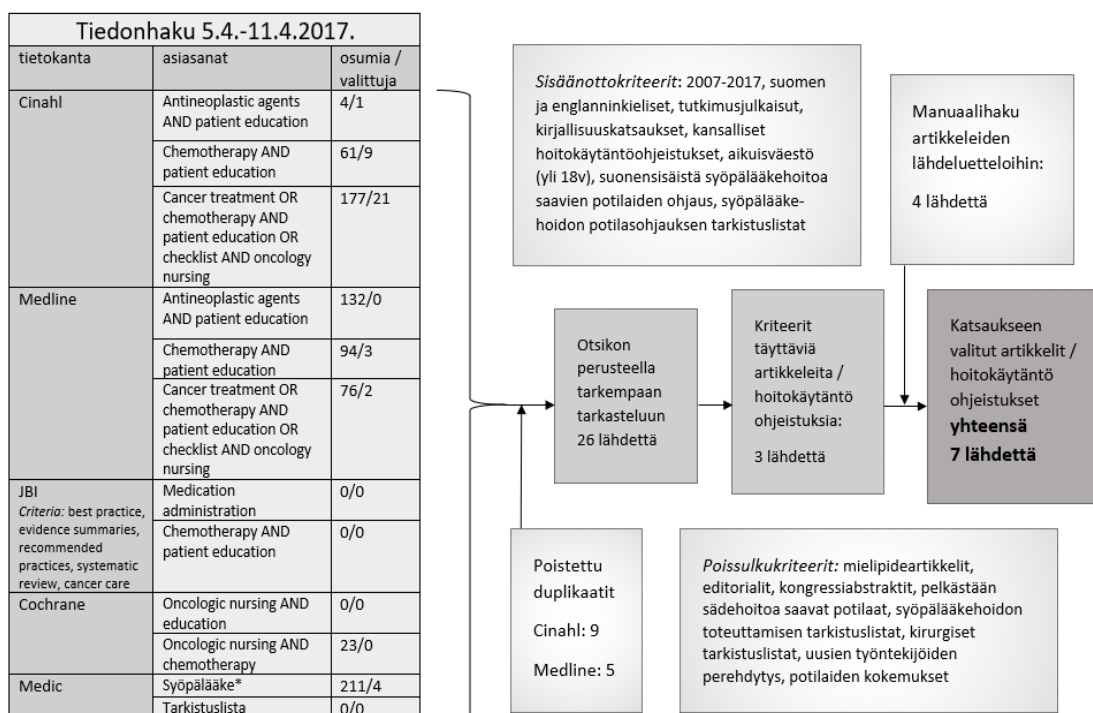 Tiedonhaku 5.4.-11.4.2017.
tietokanta
asiasanat
osumia /
valittuja
Cinahl
Antineoplastic agents
AND patient education
4/1
Chemotherapy AND
patient education
61/9
Cancer treatment OR
chemotherapy AND
patient education OR
checklist AND oncology
nursing
177/21
Medline
Antineoplastic agents
AND patient education
132/0
Chemotherapy AND
patient education
94/3
Cancer treatment OR
chemotherapy AND
patient education OR
checklist AND oncology
nursing
76/2
JBI
Criteria: best practice,
evidence summaries,
recommended
practices, systematic
review, cancer care
Medication
administration
0/0
Chemotherapy AND
patient education
0/0
Cochrane
Oncologic nursing AND
education
0/0
Oncologic nursing AND
chemotherapy
23/0
Medic
Syöpälääke*
211/4
Tarkistuslista
0/0
Sisäänottokriteerit: 2007-2017, suomen
ja englanninkieliset, tutkimusjulkaisut,
kirjallisuuskatsaukset, kansalliset
hoitokäytäntöohjeistukset, aikuisväestö
(yli 18v), suonensisäistä syöpälääkehoitoa
saavien potilaiden ohjaus, syöpälääke-
hoidon potilasohjauksen tarkistuslistat
Manuaalihaku
artikkeleiden
lähdeluetteloihin:
4 lähdettä
Otsikon
perusteella
tarkempaan
tarkasteluun
26 lähdettä
Kriteerit
täyttäviä
artikkeleita /
hoitokäytäntö
ohjeistuksia:
3 lähdettä
Katsaukseen
valitut artikkelit /
hoitokäytäntö
ohjeistukset
yhteensä
7 lähdettä
Poistettu
duplikaatit
Cinahl: 9
Medline: 5
Poissulkukriteerit: mielipideartikkelit,
editorialit, kongressiabstraktit, pelkästään
sädehoitoa saavat potilaat, syöpälääkehoidon
toteuttamisen tarkistuslistat, kirurgiset
tarkistuslistat, uusien työntekijöiden
perehdytys, potilaiden kokemukset